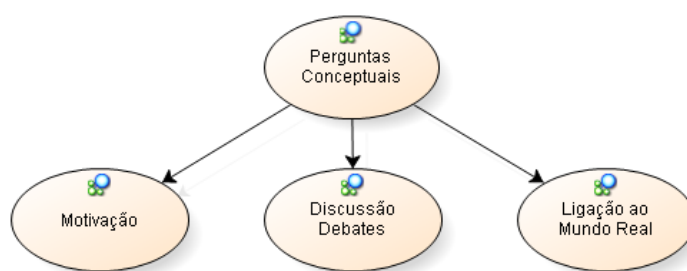 Perguntas
Conceptuais
Motivação
Discussão
Debates
Ligação ao
Mundo Real